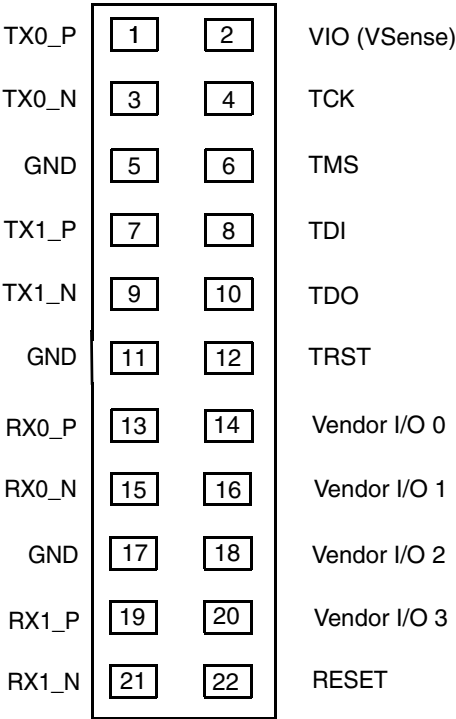 TX0_P 1 2 VIO (VSense)
TX0_N 3 4 TCK
GND 5 6 TMS
TX1_P 7 8 TDI
TX1_N 9 10 TDO
GND 11 12 TRST
RX0_P 13 14 Vendor I/O 0
RX0_N 15 16 Vendor I/O 1
GND 17 18 Vendor I/O 2
RX1_P 19 20 Vendor I/O 3
RX1_N 21 22 RESET